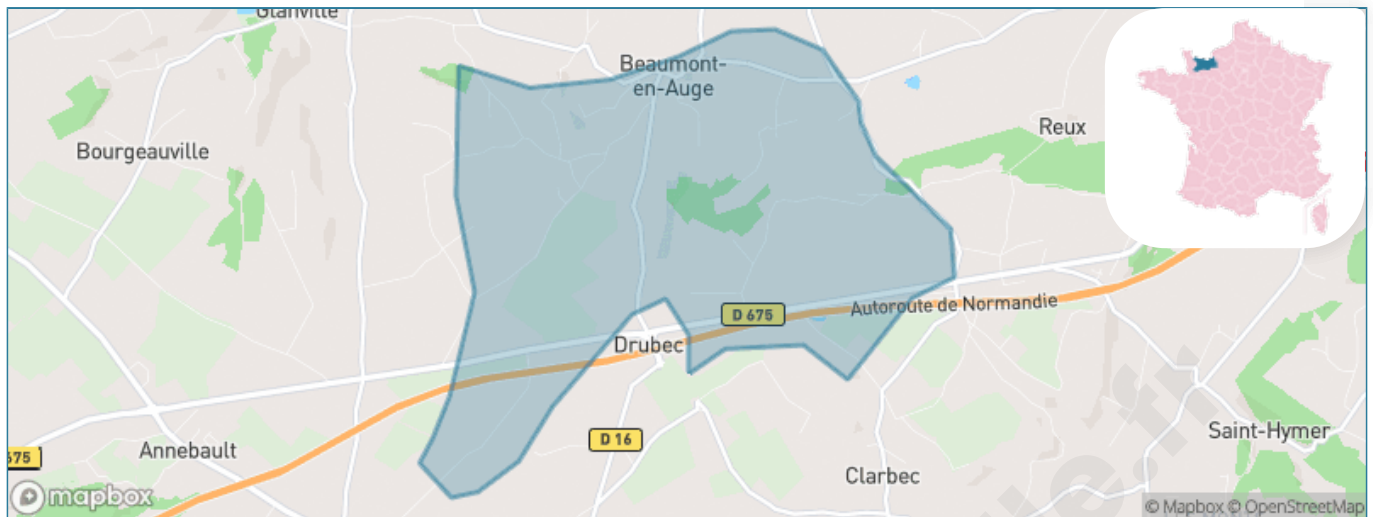 Glanville
Beaumont-
en-Auge
Reux
Bourgeauville
Autoroute de Normandie
D 675
Drubec
D 16
Annebault
675
Saint-Hymer
Clarbec
mapbox
© Mapbox © OpenStreetMap